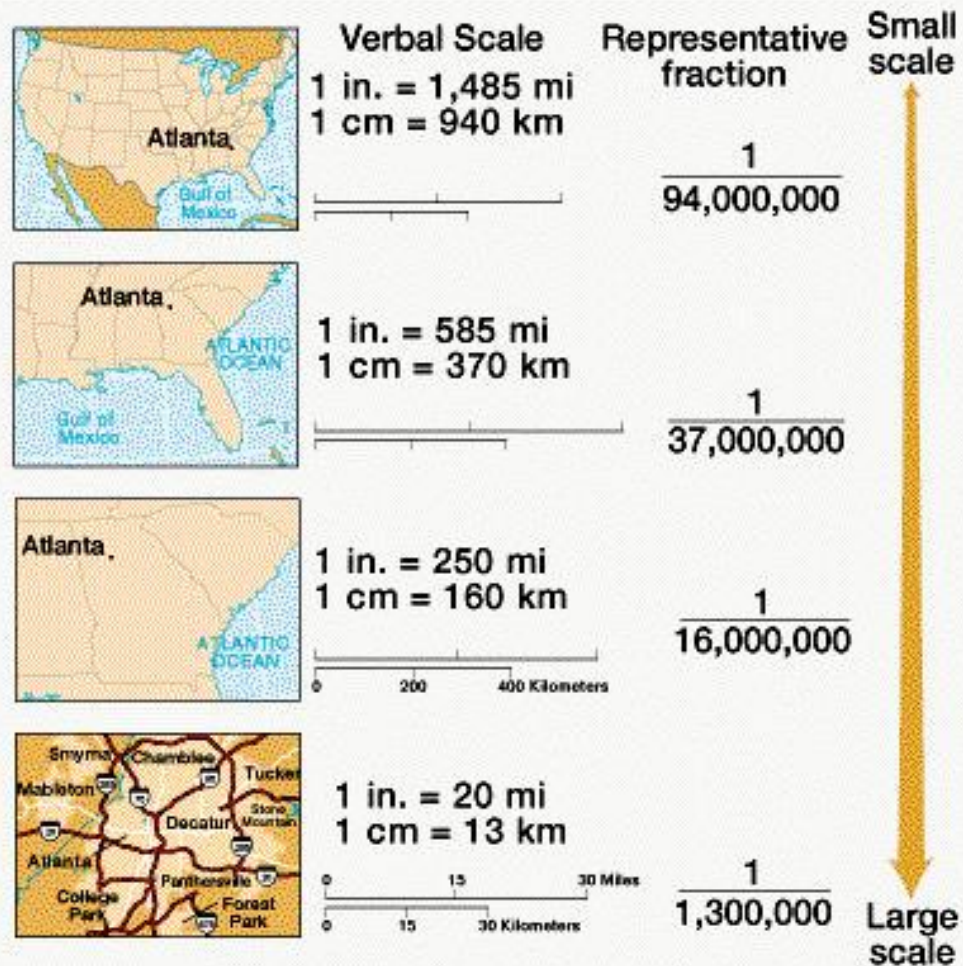 Verbal Scale
Representative
fraction
Small
scale
Atlanta
Gulf of
Mexico
1 in. = 1,485 mi
1 cm = 940 km
1
94,000,000
Atlanta
ATLANTIC
OCEAN
Gulf of
Mexico
1 in. = 585 mi
1 cm = 370 km
1
37,000,000
Atlanta
ATLANTIC
OCEAN
1 in. = 250 mi
1 cm = 160 km
0 200 400 Kilometers
1
16,000,000
Smyrna
Chamblee
Tucker
Mableton
Stone
Mountain
Decatur
Atlanta
Panthersville
College
Park
Forest
Park
1 in. = 20 mi
1 cm = 13 km
0 15 30 Miles
0 15 30 Kilometers
1
1,300,000
Large
scale